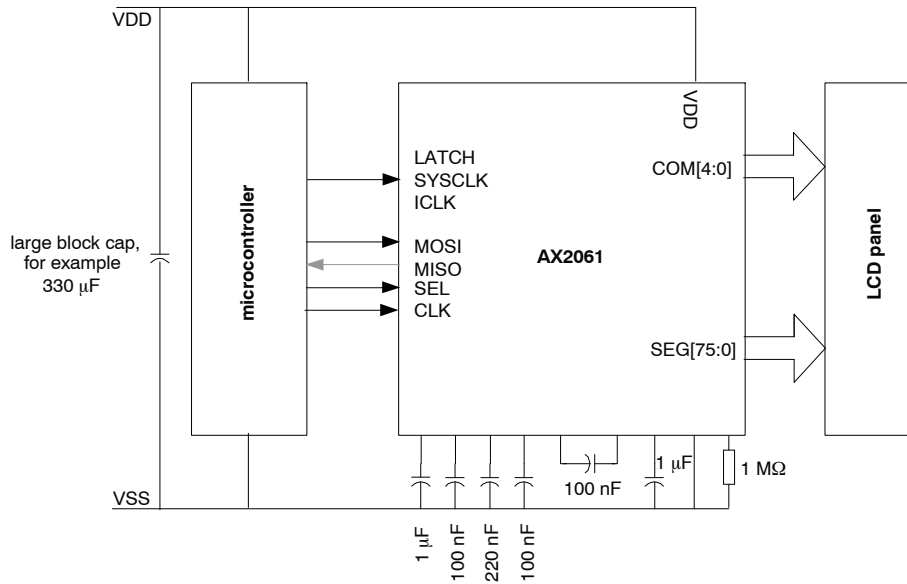 VDD
VDD
LATCH
SYSCLK
ICLK
MOSI
MISO
SEL
CLK
COM[4:0]
SEG[75:0]
AX2061
microcontroller
LCD panel
large block cap,
for example
330 μF
VSS
1 μF
100 nF
220 nF
100 nF
100 nF
1 μF
1 MΩ